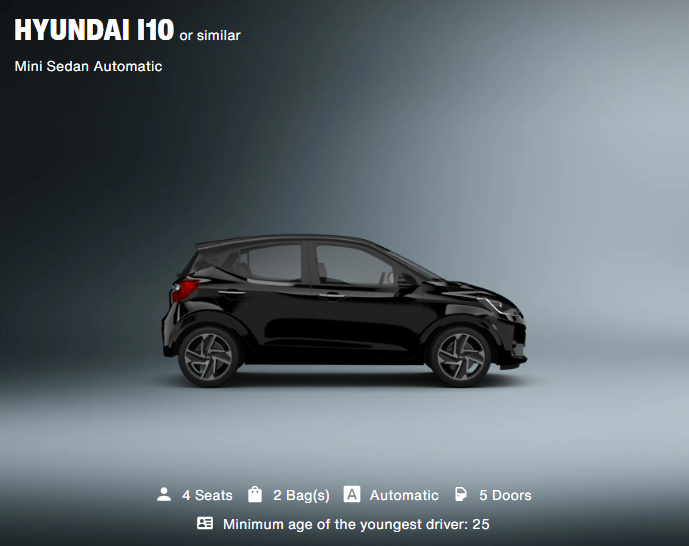 HYUNDAI I10 or similar
Mini Sedan Automatic
4 Seats 2 Bag(s) A Automatic 5 Doors
Minimum age of the youngest driver: 25